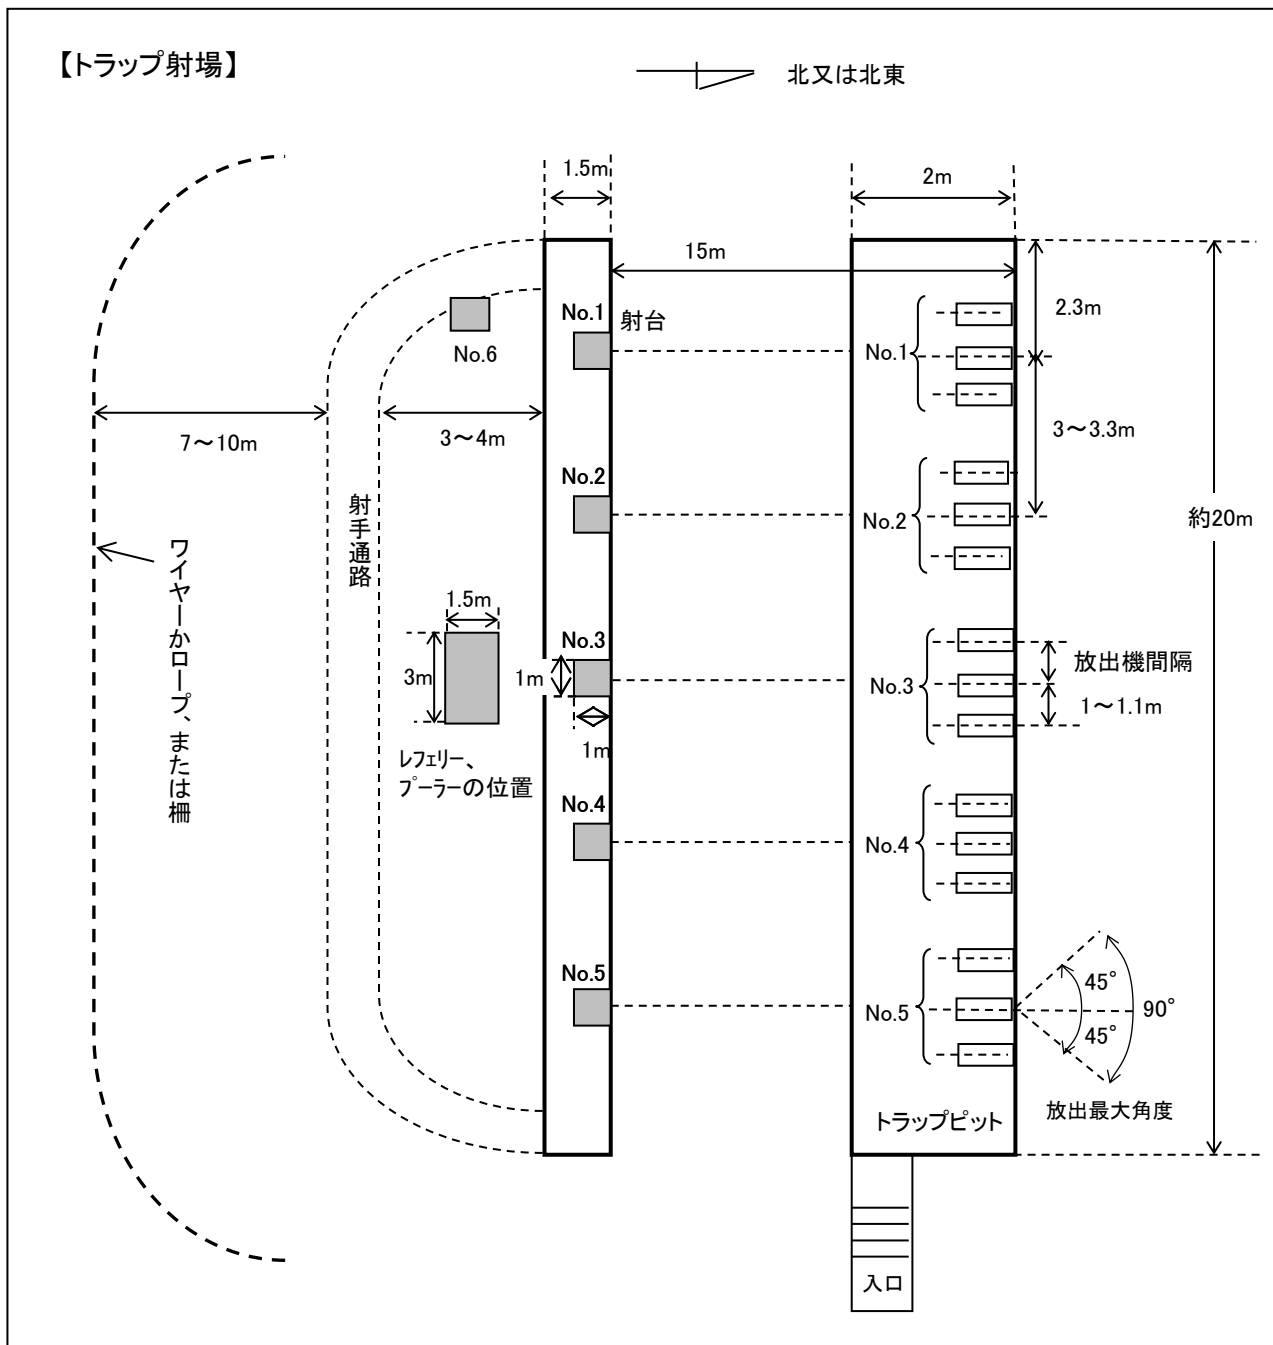 【トラップ射場】
北又は北東
1.5m
2m
15m
No.1
射台
No.6
No.1
2.3m
7～10m
3～4m
3～3.3m
No.2
No.2
約20m
射手通路
ワイヤーかロープ、または柵
1.5m
3m
No.3
1m
1m
No.3
放出機間隔
1～1.1m
レフェリー、
プーラーの位置
No.4
No.4
No.5
No.5
45°
45°
90°
放出最大角度
トラップピット
入口